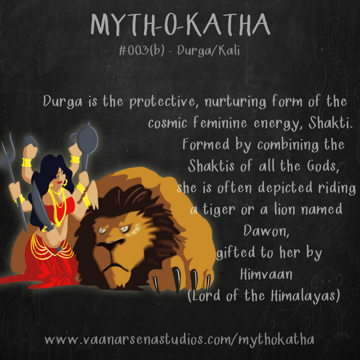 MYTH-O-KATHA
#003(b) - Durga/Kali
Durga is the protective, nurturing form of the
cosmic feminine energy, Shakti.
Formed by combining the
Shaktis of all the Gods,
she is often depicted riding
a tiger or a lion named
Dawon,
gifted to her by
Himvaan
(Lord of the Himalayas)
www.vaanarsenastudios.com/mythokatha